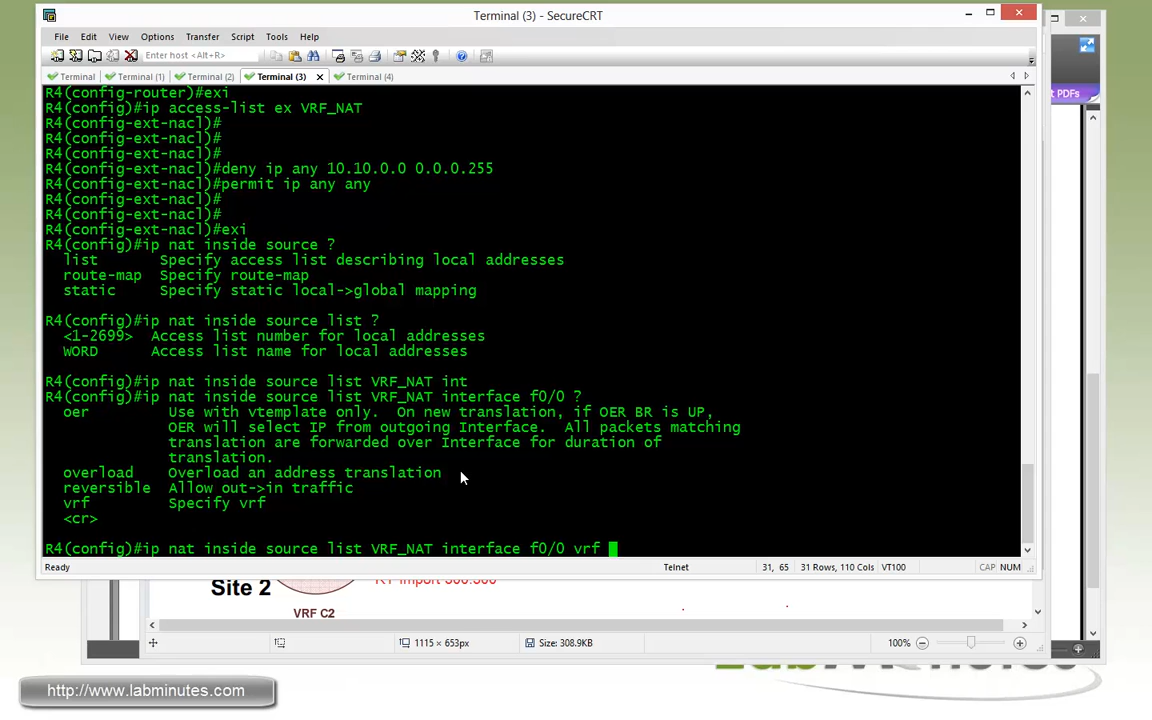 Terminal (3) - SecureCRT
File Edit View Options Transfer Script Tools Help
Enter host <Alt+R>
Terminal Terminal (1) Terminal (2) Terminal (3) Terminal (4)
R4(config-router)#exi
R4(config)#ip access-list ex VRF_NAT
R4(config-ext-nacl)#
R4(config-ext-nacl)#
R4(config-ext-nacl)#
R4(config-ext-nacl)#deny ip any 10.10.0.0 0.0.0.255
R4(config-ext-nacl)#permit ip any any
R4(config-ext-nacl)#
R4(config-ext-nacl)#
R4(config-ext-nacl)#exi
R4(config)#ip nat inside source ?
list Specify access list describing local addresses
route-map Specify route-map
static Specify static local->global mapping
R4(config)#ip nat inside source list ?
<1-2699> Access list number for local addresses
WORD Access list name for local addresses
R4(config)#ip nat inside source list VRF_NAT int
R4(config)#ip nat inside source list VRF_NAT interface f0/0 ?
oer Use with vtemplate only. On new translation, if OER BR is UP,
OER will select IP from outgoing Interface. All packets matching
translation are forwarded over Interface for duration of
translation.
overload Overload an address translation
reversible Allow out->in traffic
vrf Specify vrf
<cr>
R4(config)#ip nat inside source list VRF_NAT interface f0/0 vrf
Ready Telnet 31, 65 31 Rows, 110 Cols VT100 CAP NUM
t PDFs
Site 2
VRF C2
1115 × 653px Size: 308.9KB 100%
http://www.labminutes.com